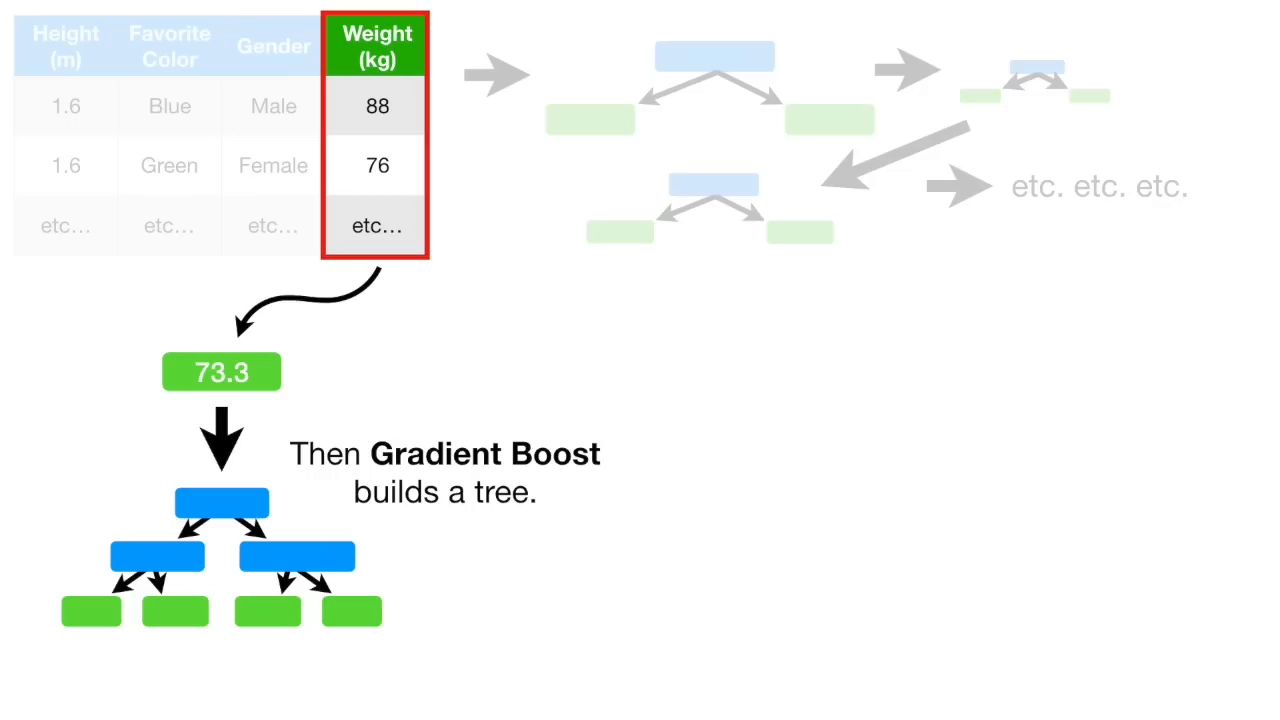 Height (m) Favorite Color Gender Weight (kg)
1.6 Blue Male 88
1.6 Green Female 76
etc... etc... etc... etc...
etc. etc. etc.
73.3
Then Gradient Boost
builds a tree.